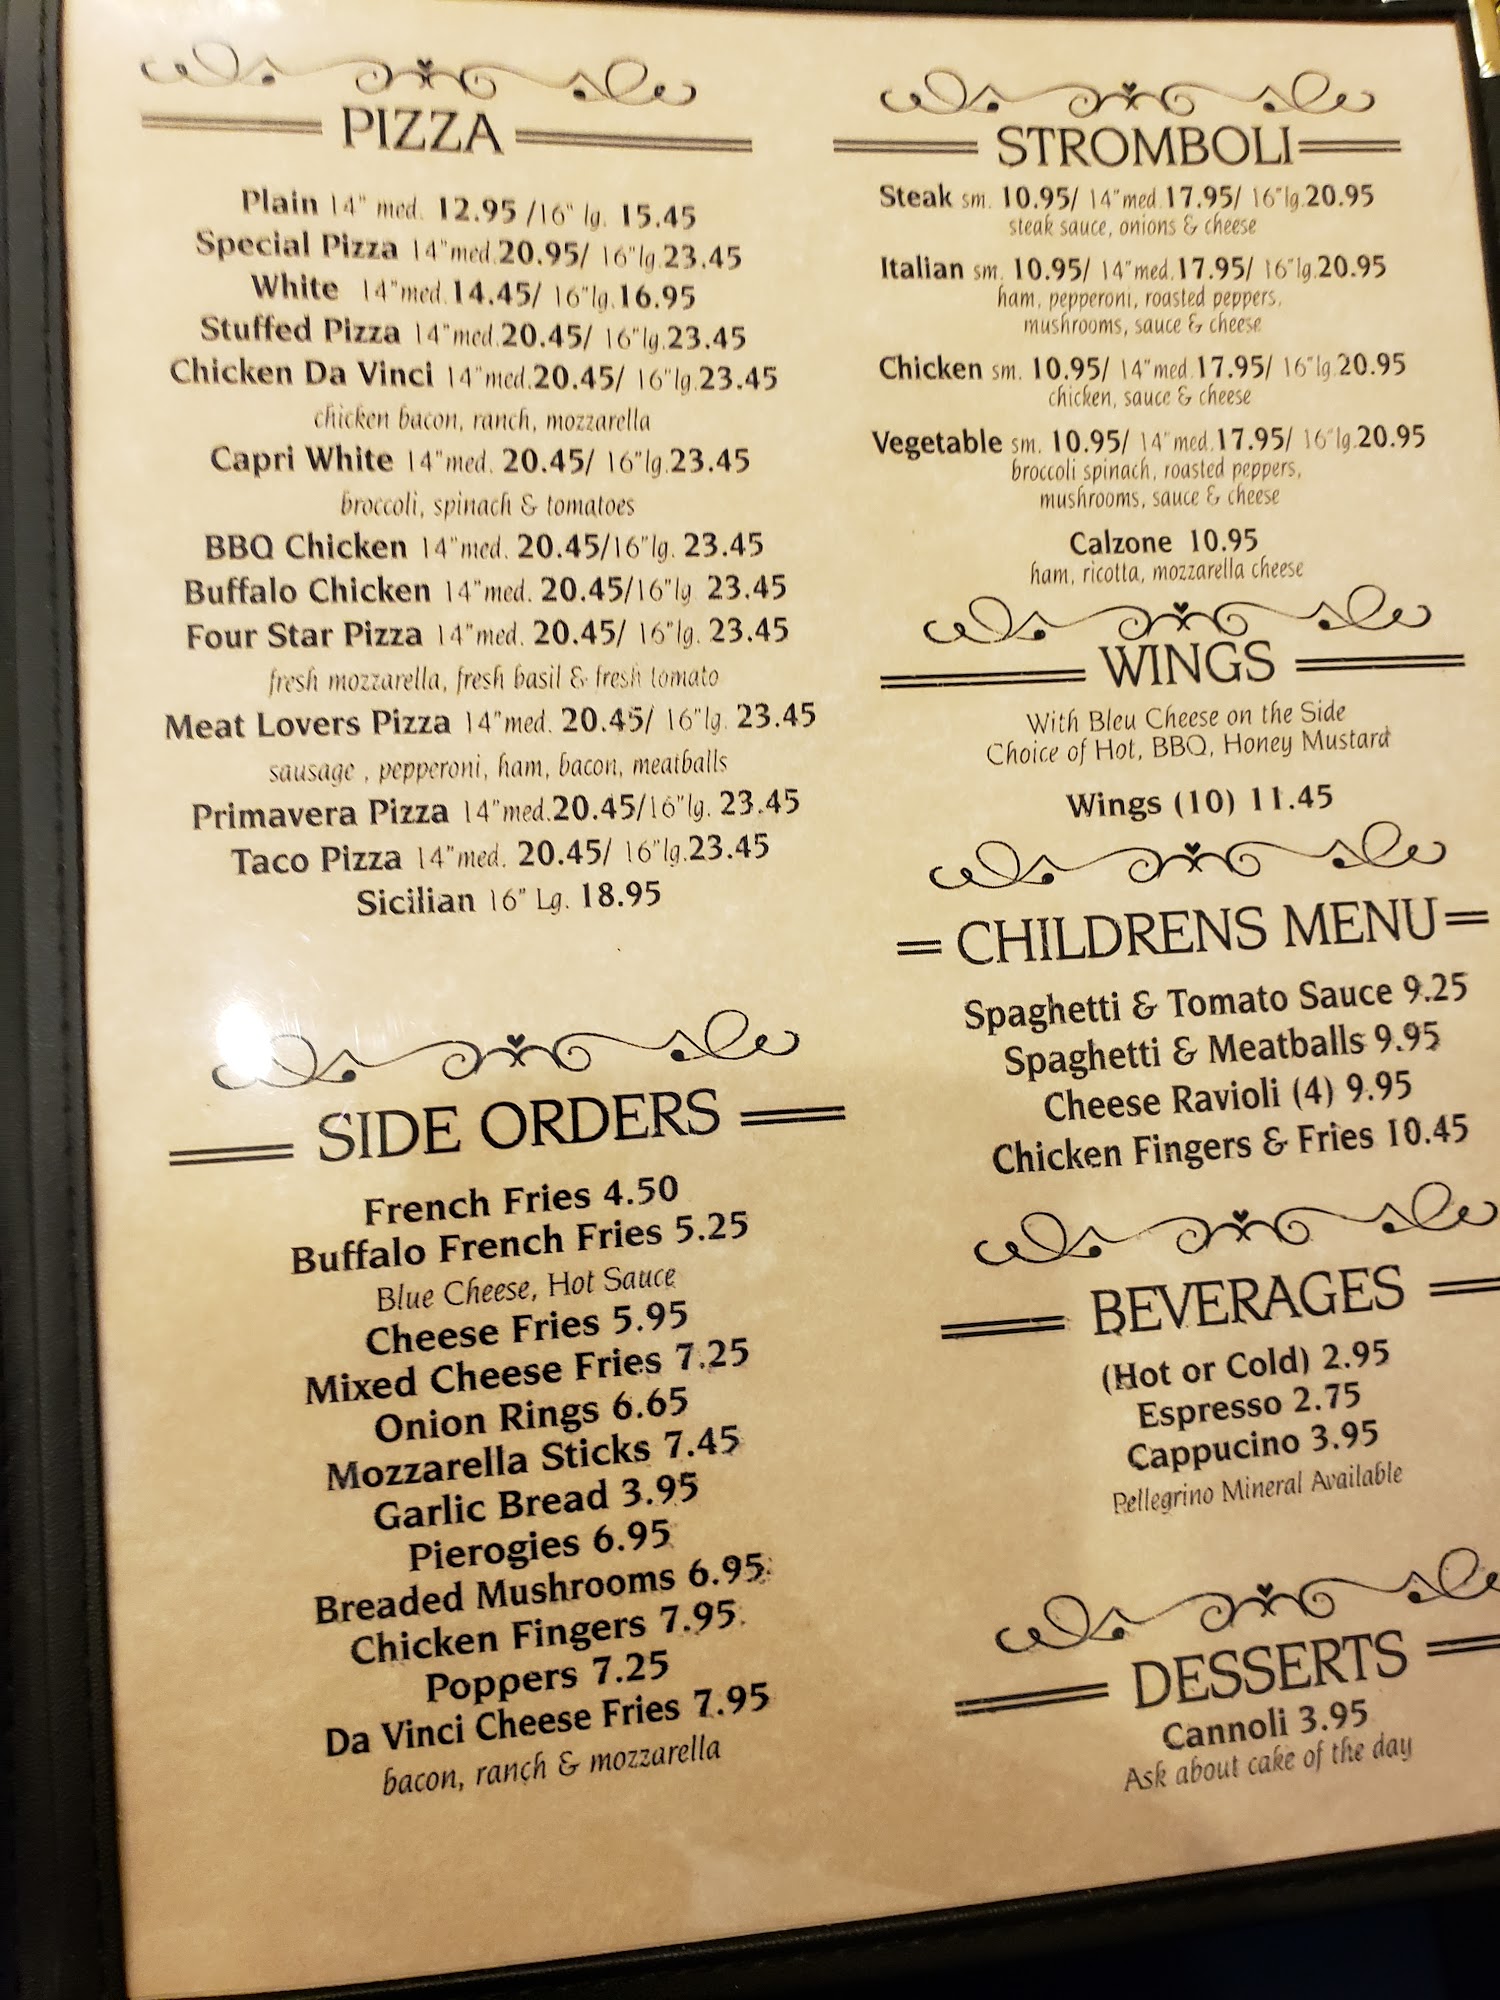 PIZZA
Plain 14" med. 12.95 /16" lg. 15.45
Special Pizza 14"med.20.95/ 16"lg.23.45
White 14"med.14.45/ 16"lg.16.95
Stuffed Pizza 14"med.20.45/ 16"lg.23.45
Chicken Da Vinci 14"med.20.45/ 16"lg.23.45
chicken bacon, ranch, mozzarella
Capri White 14"med. 20.45/ 16"lg.23.45
broccoli, spinach & tomatoes
BBQ Chicken 14"med. 20.45/16"lg. 23.45
Buffalo Chicken 14"med. 20.45/16"lg. 23.45
Four Star Pizza 14"med. 20.45/ 16"lg. 23.45
fresh mozzarella, fresh basil & fresh tomato
Meat Lovers Pizza 14"med. 20.45/ 16"lg. 23.45
sausage , pepperoni, ham, bacon, meatballs
Primavera Pizza 14"med.20.45/16"lg. 23.45
Taco Pizza 14"med. 20.45/ 16"lg.23.45
Sicilian 16" Lg. 18.95
SIDE ORDERS
French Fries 4.50
Buffalo French Fries 5.25
Blue Cheese, Hot Sauce
Cheese Fries 5.95
Mixed Cheese Fries 7.25
Onion Rings 6.65
Mozzarella Sticks 7.45
Garlic Bread 3.95
Pierogies 6.95
Breaded Mushrooms 6.95
Chicken Fingers 7.95
Poppers 7.25
Da Vinci Cheese Fries 7.95
bacon, ranch & mozzarella
STROMBOLI
Steak sm. 10.95/ 14"med.17.95/ 16"lg.20.95
steak sauce, onions & cheese
Italian sm. 10.95/ 14"med.17.95/ 16"lg.20.95
ham, pepperoni, roasted peppers,
mushrooms, sauce & cheese
Chicken sm. 10.95/ 14"med.17.95/ 16"lg.20.95
chicken, sauce & cheese
Vegetable sm. 10.95/ 14"med.17.95/ 16"lg.20.95
broccoli spinach, roasted peppers,
mushrooms, sauce & cheese
Calzone 10.95
ham, ricotta, mozzarella cheese
WINGS
With Bleu Cheese on the Side
Choice of Hot, BBQ, Honey Mustard
Wings (10) 11.45
CHILDRENS MENU
Spaghetti & Tomato Sauce 9.25
Spaghetti & Meatballs 9.95
Cheese Ravioli (4) 9.95
Chicken Fingers & Fries 10.45
BEVERAGES
(Hot or Cold) 2.95
Espresso 2.75
Cappucino 3.95
Pellegrino Mineral Available
DESSERTS
Cannoli 3.95
Ask about cake of the day